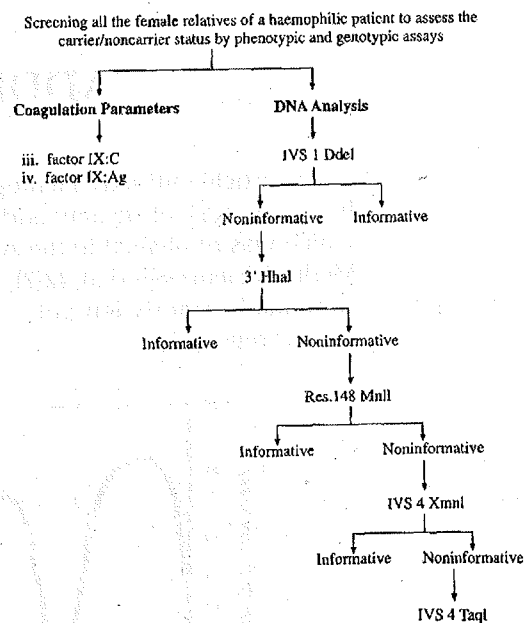 Screening all the female relatives of a haemophilic patient to assess the
carrier/noncarrier status by phenotypic and genotypic assays
Coagulation Parameters
DNA Analysis
iii. factor IX:C
iv. factor IX:Ag
IVS 1 DdeI
Noninformative
Informative
3' HhaI
Informative
Noninformative
Res.148 MnlI
Informative
Noninformative
IVS 4 XmnI
Informative
Noninformative
IVS 4 TaqI